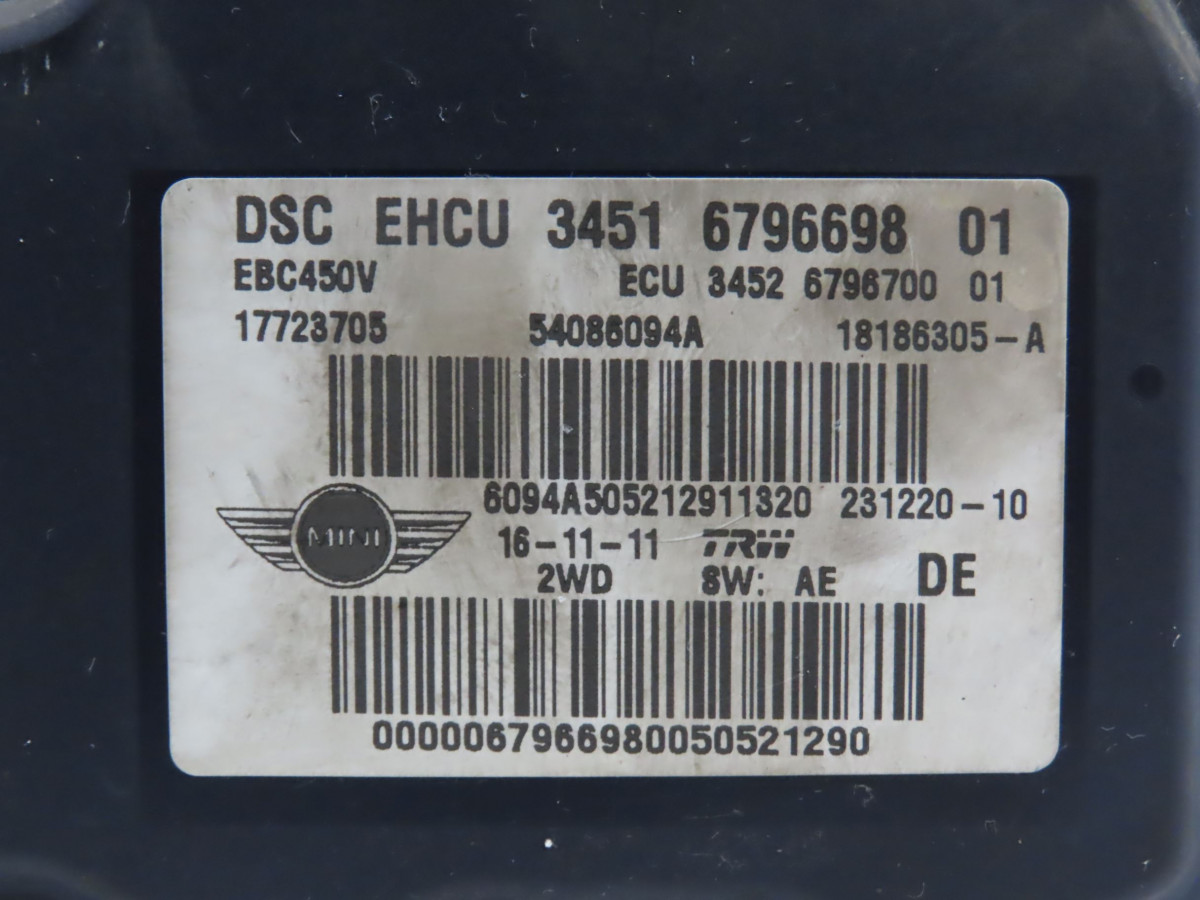 DSC EHCU 3451 6796698 01
EBC450V ECU 3452 6796700 01
17723705 54086094A 18186305-A
6094A505212911320 231220-10
MINI
16-11-11 TRW
2WD SW: AE DE
0000067966980050521290